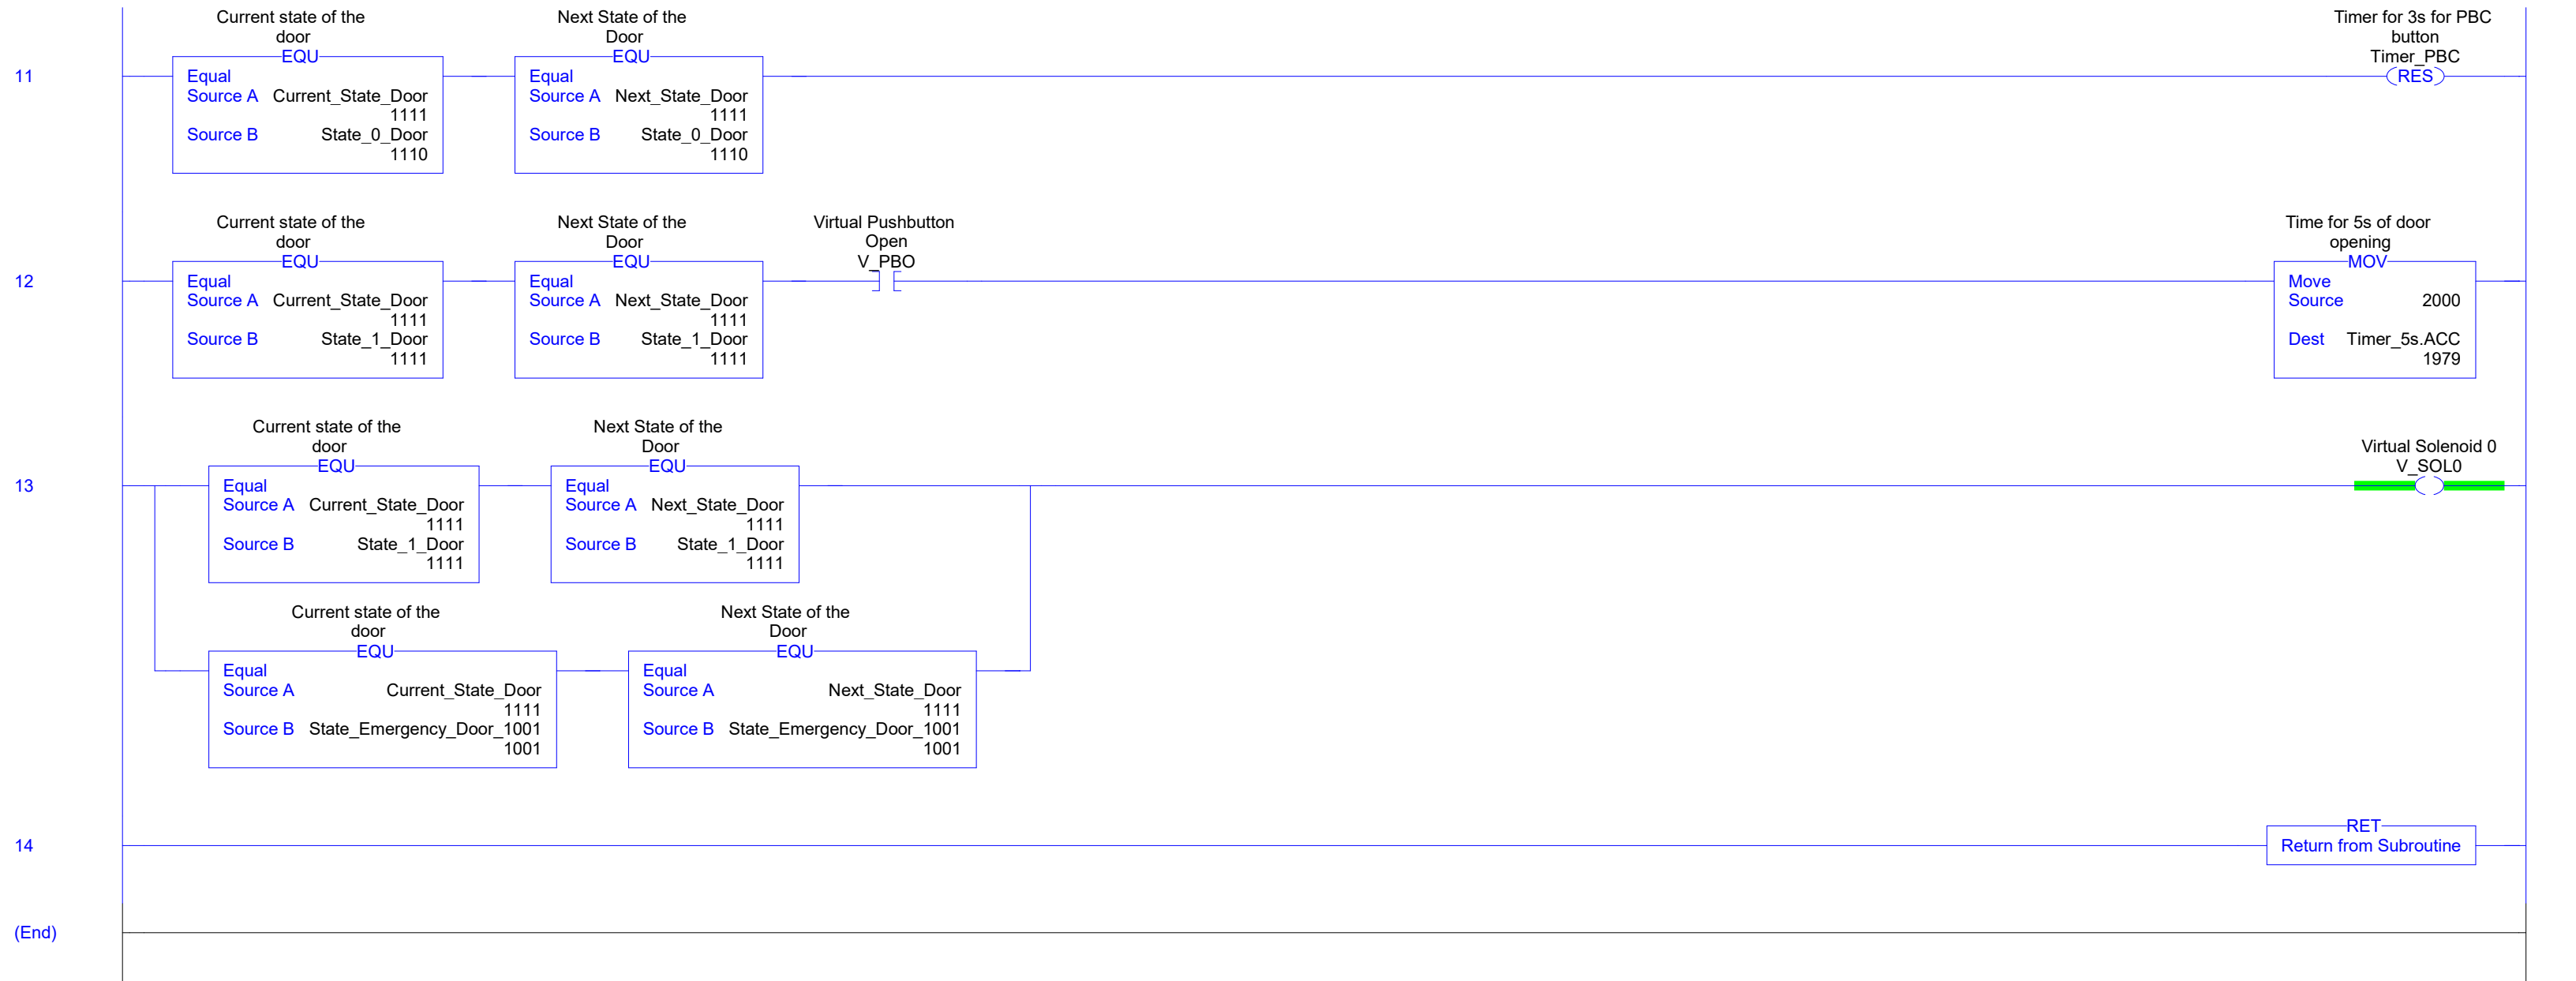 Current state of the
door
EQU
Equal
Source A Current_State_Door
1111
Source B State_0_Door
1110
Next State of the
Door
EQU
Equal
Source A Next_State_Door
1111
Source B State_0_Door
1110
Timer for 3s for PBC
button
Timer_PBC
RES
11
Current state of the
door
EQU
Equal
Source A Current_State_Door
1111
Source B State_1_Door
1111
Next State of the
Door
EQU
Equal
Source A Next_State_Door
1111
Source B State_1_Door
1111
Virtual Pushbutton
Open
V_PBO
Time for 5s of door
opening
MOV
Move
Source 2000
Dest Timer_5s.ACC
1979
12
Current state of the
door
EQU
Equal
Source A Current_State_Door
1111
Source B State_1_Door
1111
Next State of the
Door
EQU
Equal
Source A Next_State_Door
1111
Source B State_1_Door
1111
Virtual Solenoid 0
V_SOL0
13
Current state of the
door
EQU
Equal
Source A Current_State_Door
1111
Source B State_Emergency_Door_1001
1001
Next State of the
Door
EQU
Equal
Source A Next_State_Door
1111
Source B State_Emergency_Door_1001
1001
14
RET
Return from Subroutine
(End)